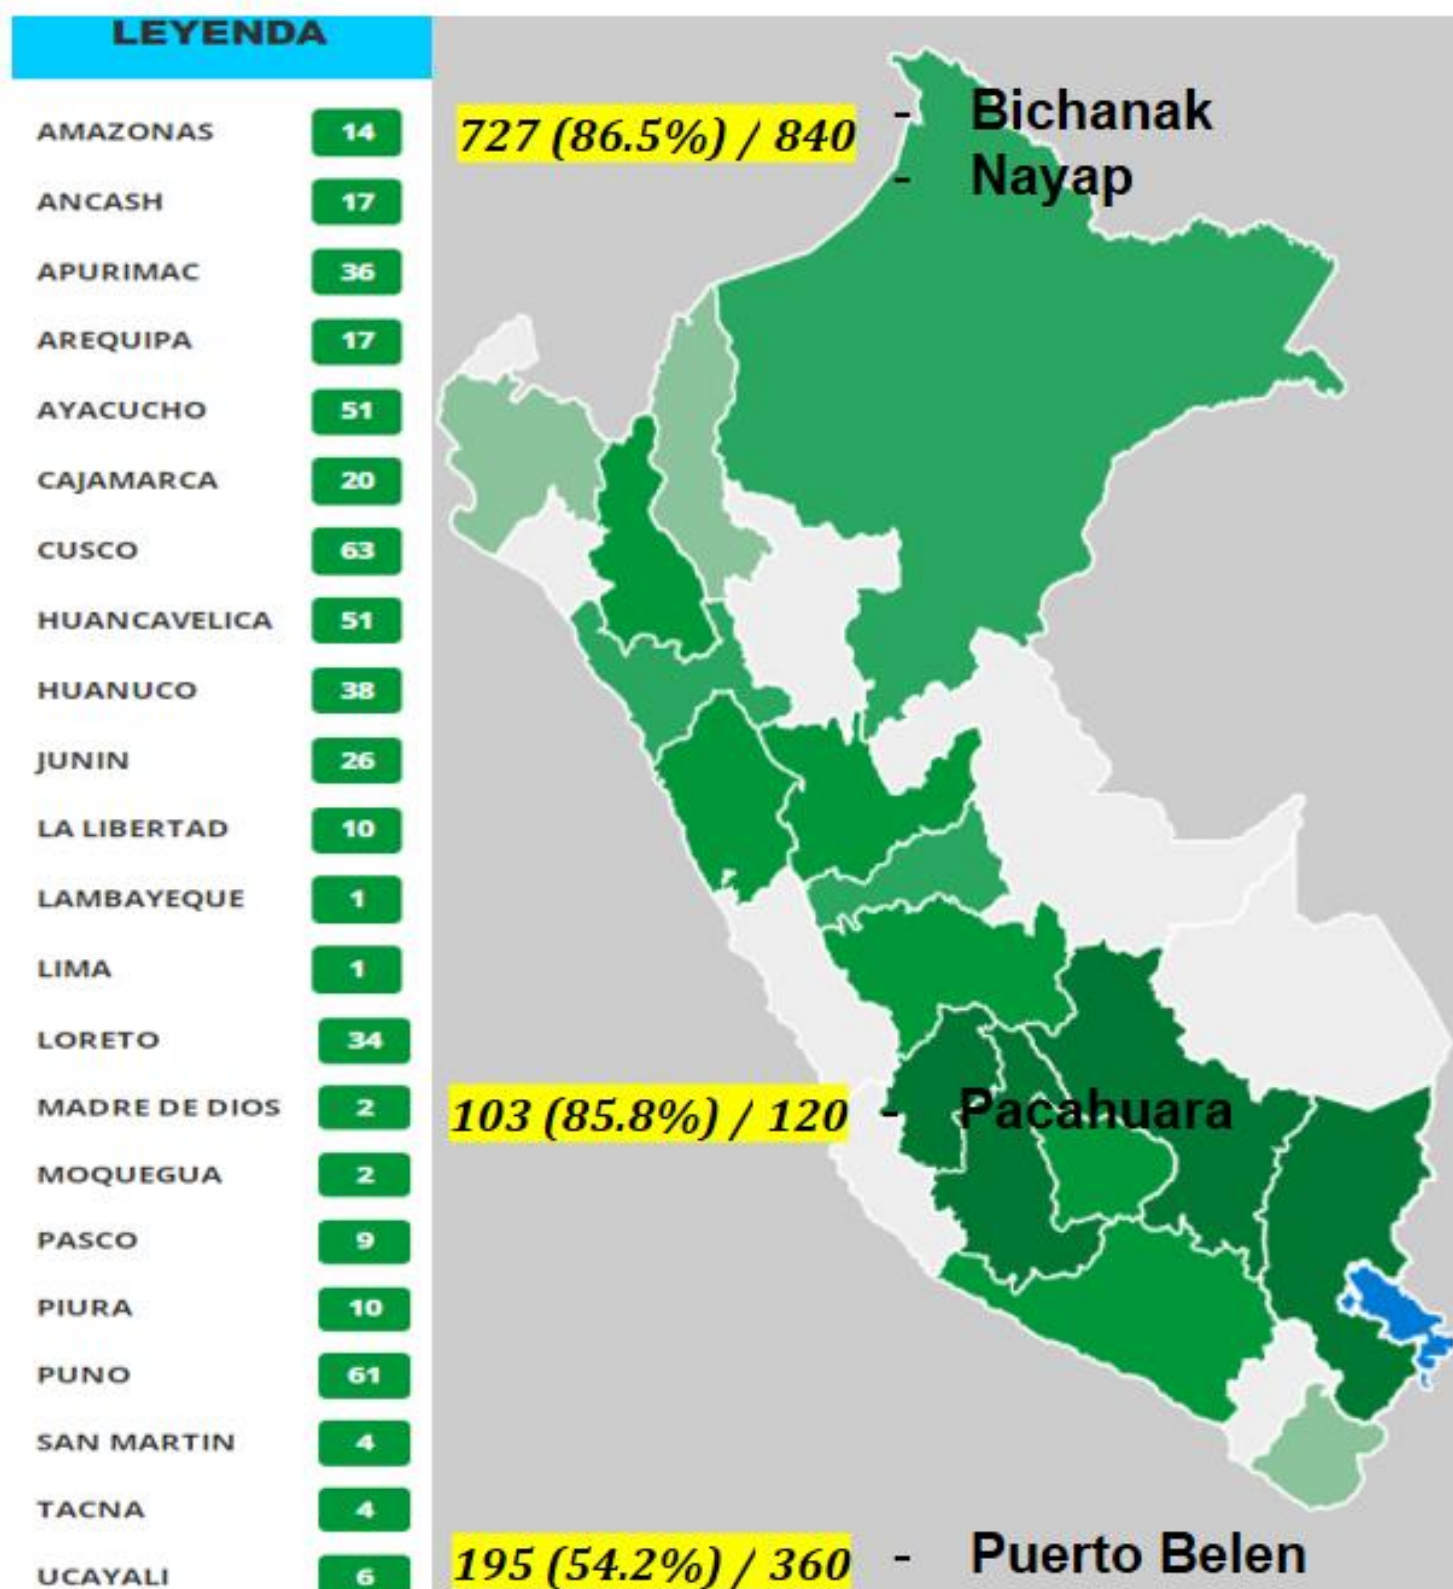 LEYENDA
AMAZONAS 14 727 (86.5%) / 840 - Bichanak
- Nayap
ANCASH 17
APURIMAC 36
AREQUIPA 17
AYACUCHO 51
CAJAMARCA 20
CUSCO 63
HUANCAVELICA 51
HUANUCO 38
JUNIN 26
LA LIBERTAD 10
LAMBAYEQUE 1
LIMA 1
LORETO 34
MADRE DE DIOS 2 103 (85.8%) / 120 - Pacahuara
MOQUEGUA 2
PASCO 9
PIURA 10
PUNO 61
SAN MARTIN 4
TACNA 4
UCAYALI 6 195 (54.2%) / 360 - Puerto Belen